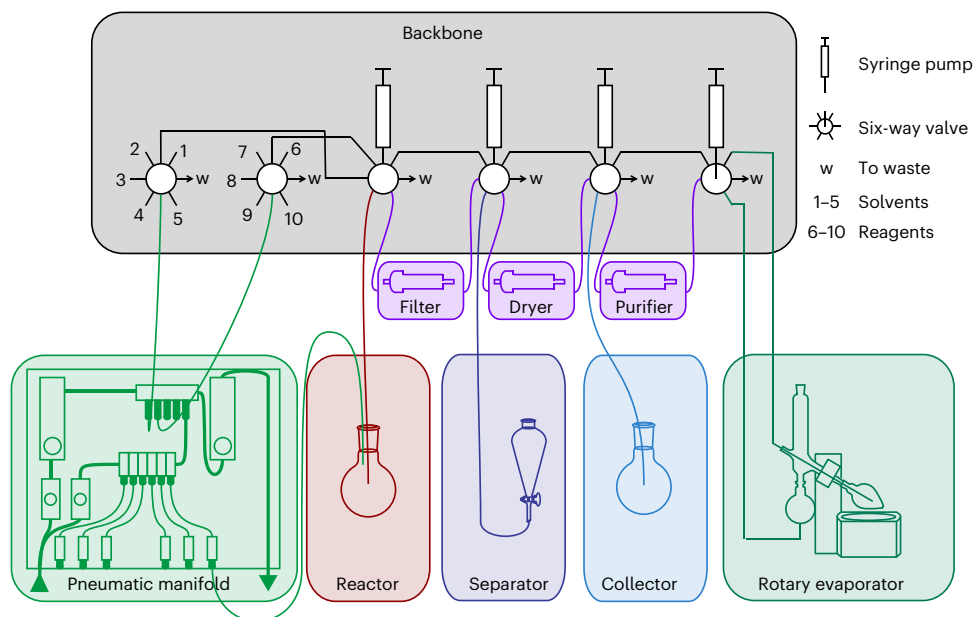 Backbone
2
1
3
w
4
5
7
6
8
w
9
10
w
w
w
w
Syringe pump
Six-way valve
w To waste
1–5 Solvents
6–10 Reagents
Filter
Dryer
Purifier
Pneumatic manifold
Reactor
Separator
Collector
Rotary evaporator